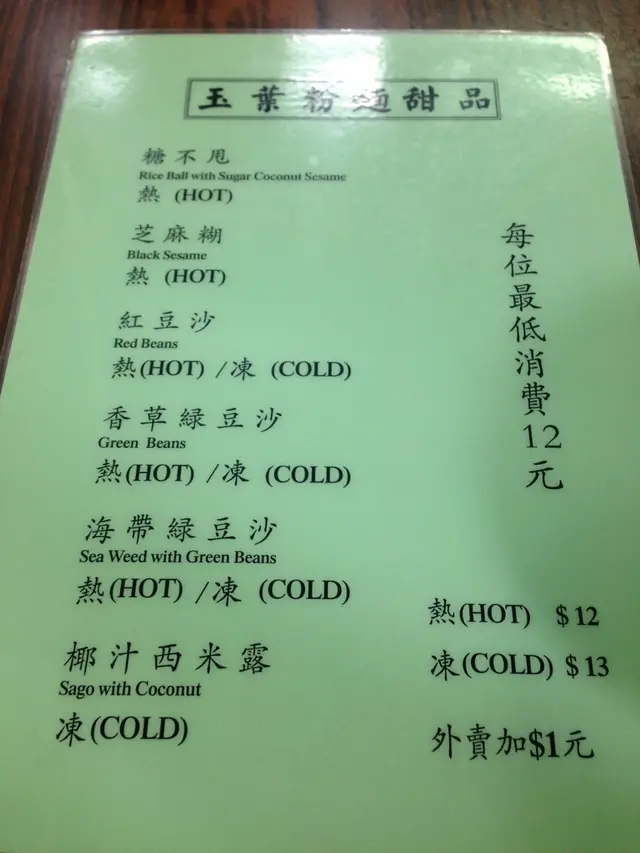 玉葉粉麵甜品
糖不甩
Rice Ball with Sugar Coconut Sesame
熱 (HOT)
芝麻糊
Black Sesame
熱 (HOT)
紅豆沙
Red Beans
熱(HOT) /凍 (COLD)
香草綠豆沙
Green Beans
熱(HOT) /凍 (COLD)
海帶綠豆沙
Sea Weed with Green Beans
熱(HOT) /凍 (COLD)
椰汁西米露
Sago with Coconut
凍(COLD)
每位最低消費12元
熱(HOT) $12
凍(COLD) $13
外賣加$1元